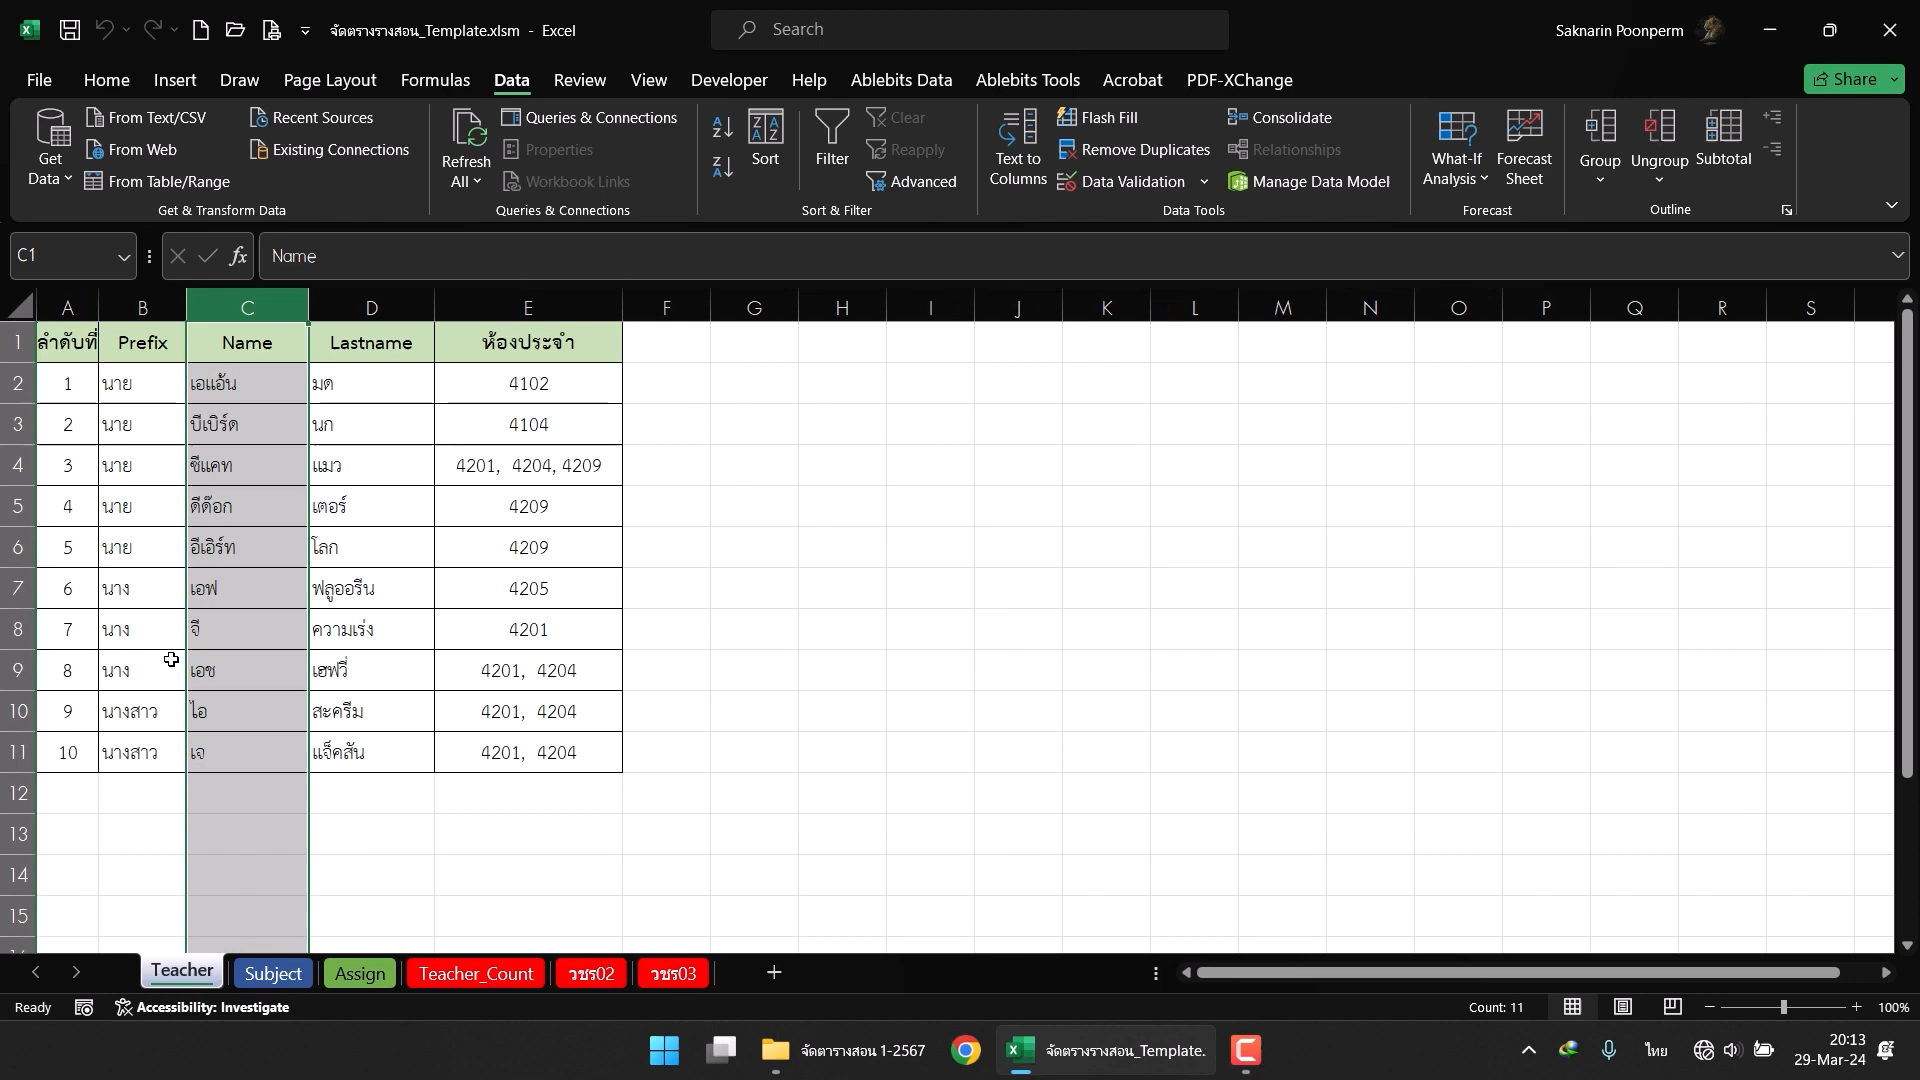 จัดตรางรางสอน_Template.xlsm - Excel
Search
Saknarin Poonperm
File Home Insert Draw Page Layout Formulas Data Review View Developer Help Ablebits Data Ablebits Tools Acrobat PDF-XChange
Share
Get Data
From Text/CSV
From Web
From Table/Range
Recent Sources
Existing Connections
Get & Transform Data
Refresh All
Queries & Connections
Properties
Workbook Links
Queries & Connections
Sort
Filter
Clear
Reapply
Advanced
Sort & Filter
Text to Columns
Flash Fill
Remove Duplicates
Data Validation
Consolidate
Relationships
Manage Data Model
Data Tools
What-If Analysis
Forecast Sheet
Forecast
Group
Ungroup
Subtotal
Outline
C1
fx
Name
A B C D E F G H I J K L M N O P Q R S
1 ลำดับที่ Prefix Name Lastname ห้องประจำ
2 1 นาย เอแอ้น มด 4102
3 2 นาย บีเบิร์ด นก 4104
4 3 นาย ซีแคท แมว 4201, 4204, 4209
5 4 นาย ดีด๊อก เตอร์ 4209
6 5 นาย อีเอิร์ท โลก 4209
7 6 นาง เอฟ ฟลูออรีน 4205
8 7 นาง จี ความเร่ง 4201
9 8 นาง เอช เฮฟวี่ 4201, 4204
10 9 นางสาว ไอ สะครีม 4201, 4204
11 10 นางสาว เจ แจ็คสัน 4201, 4204
12
13
14
15
Teacher Subject Assign Teacher_Count วชร02 วชร03
Ready
Accessibility: Investigate
Count: 11
100%
จัดตารางสอน 1-2567
จัดตรางรางสอน_Template.
ไทย
20:13
29-Mar-24